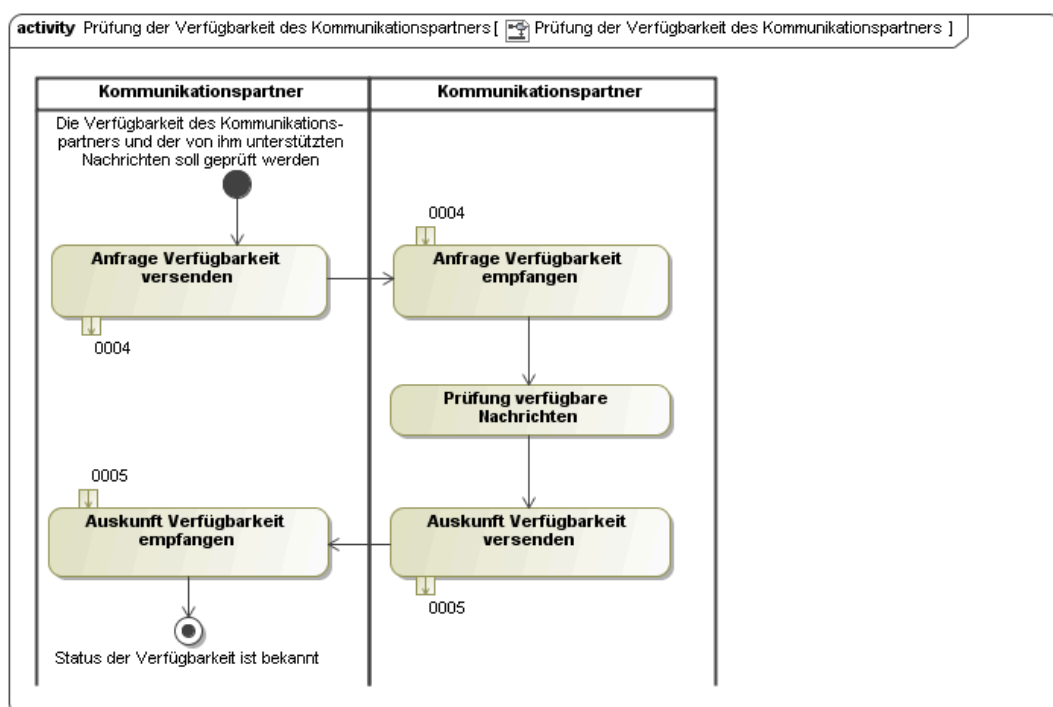 activity Prüfung der Verfügbarkeit des Kommunikationspartners [ Prüfung der Verfügbarkeit des Kommunikationspartners ]
Kommunikationspartner
Kommunikationspartner
Die Verfügbarkeit des Kommunikations-
partners und der von ihm unterstützten
Nachrichten soll geprüft werden
0004
Anfrage Verfügbarkeit
versenden
Anfrage Verfügbarkeit
empfangen
0004
Prüfung verfügbare
Nachrichten
0005
Auskunft Verfügbarkeit
empfangen
Auskunft Verfügbarkeit
versenden
0005
Status der Verfügbarkeit ist bekannt